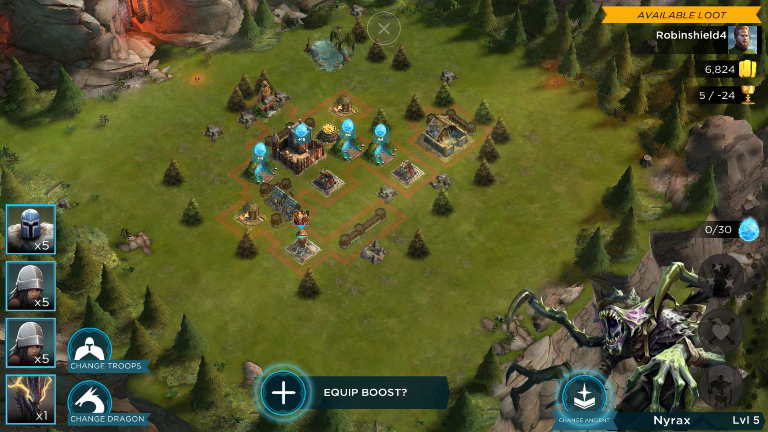 AVAILABLE LOOT
Robinshield4
6,824
5 / -24
0/30
x5
x5
x5
x1
CHANGE TROOPS
CHANGE DRAGON
EQUIP BOOST?
CHANGE ANCIENT
Nyrax Lvl 5